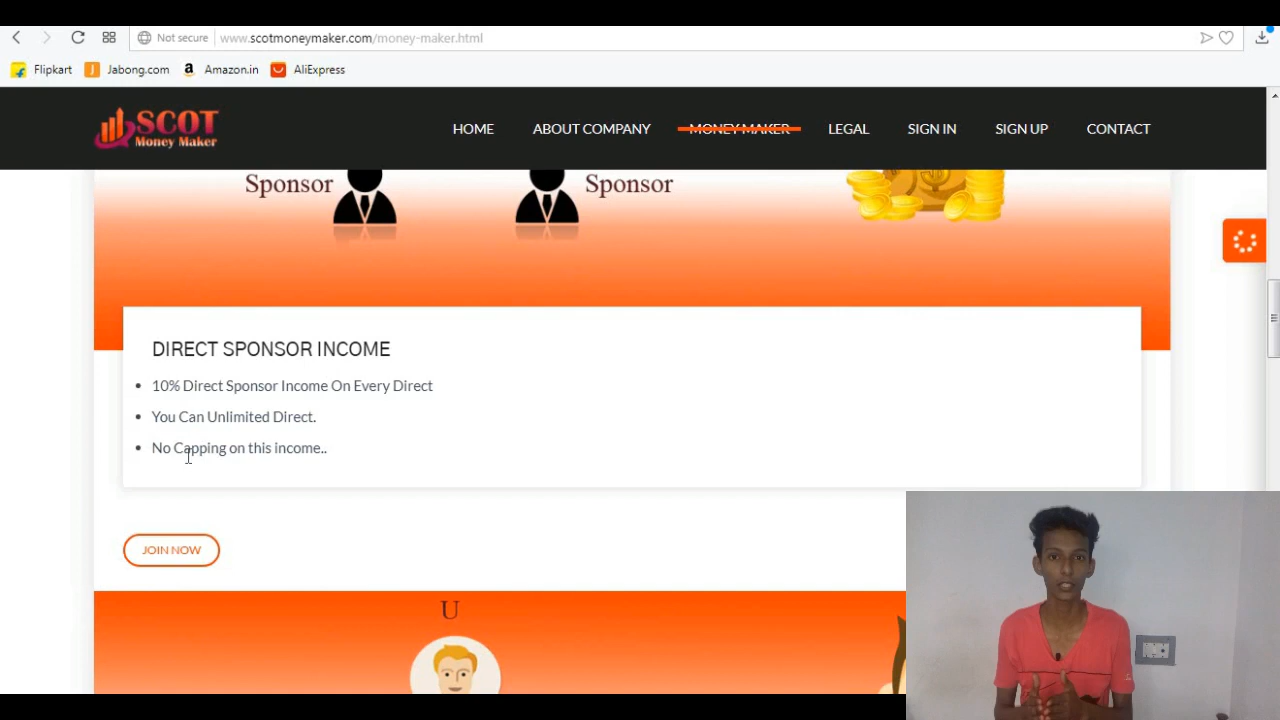 Not secure
www.scotmoneymaker.com/money-maker.html
Flipkart
Jabong.com
Amazon.in
AliExpress
SCOT
Money Maker
HOME
ABOUT COMPANY
MONEY MAKER
LEGAL
SIGN IN
SIGN UP
CONTACT
Sponsor
Sponsor
DIRECT SPONSOR INCOME
10% Direct Sponsor Income On Every Direct
You Can Unlimited Direct.
No Capping on this income..
JOIN NOW
U